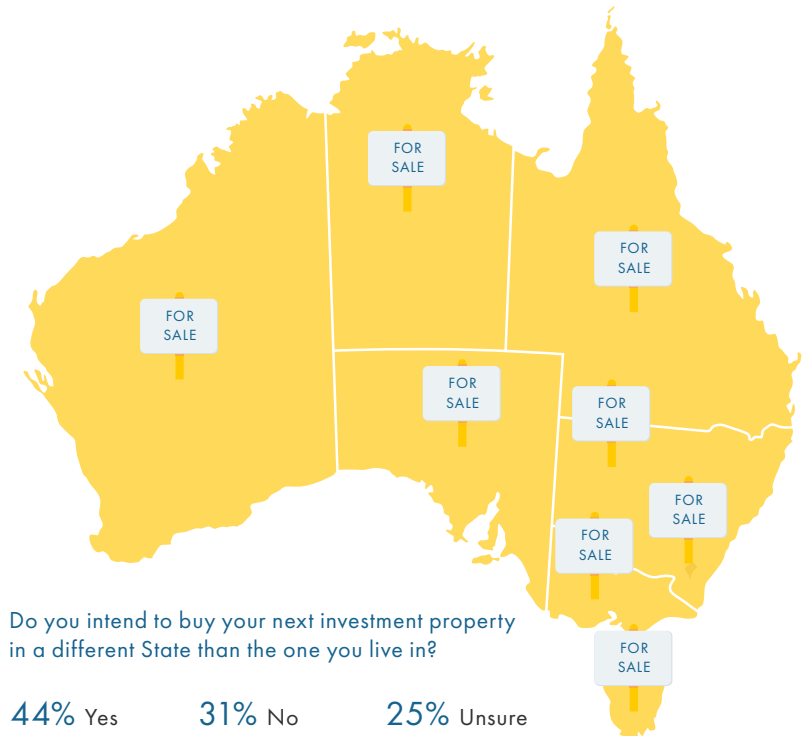 FOR
SALE
FOR
SALE
FOR
SALE
FOR
SALE
FOR
SALE
FOR
SALE
FOR
SALE
FOR
SALE
Do you intend to buy your next investment property
in a different State than the one you live in?
44% Yes 31% No 25% Unsure